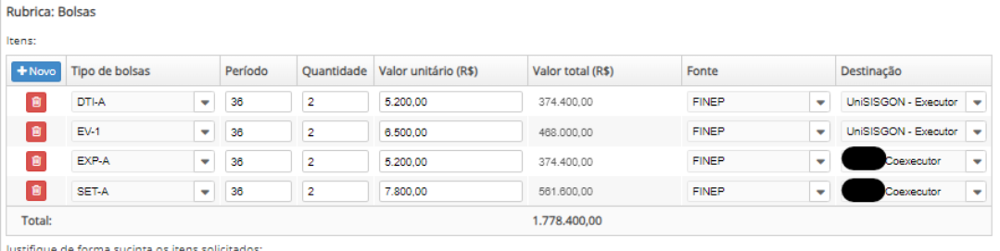 Rubrica: Bolsas
Itens:
+ Novo Tipo de bolsas Período Quantidade Valor unitário (R$) Valor total (R$) Fonte Destinação
DTI-A 36 2 5.200,00 374.400,00 FINEP UniSISGON - Executor
EV-1 36 2 6.500,00 468.000,00 FINEP UniSISGON - Executor
EXP-A 36 2 5.200,00 374.400,00 FINEP Coexecutor
SET-A 36 2 7.800,00 561.600,00 FINEP Coexecutor
Total: 1.778.400,00
Justifique de forma sucinta os itens solicitados: